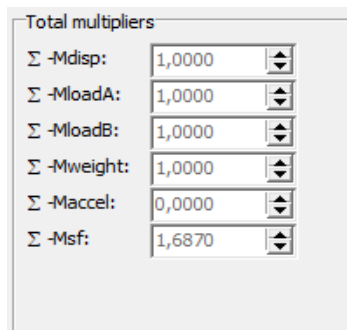 Total multipliers
Σ -Mdisp: 1,0000
Σ -MloadA: 1,0000
Σ -MloadB: 1,0000
Σ -Mweight: 1,0000
Σ -Maccel: 0,0000
Σ -Msf: 1,6870